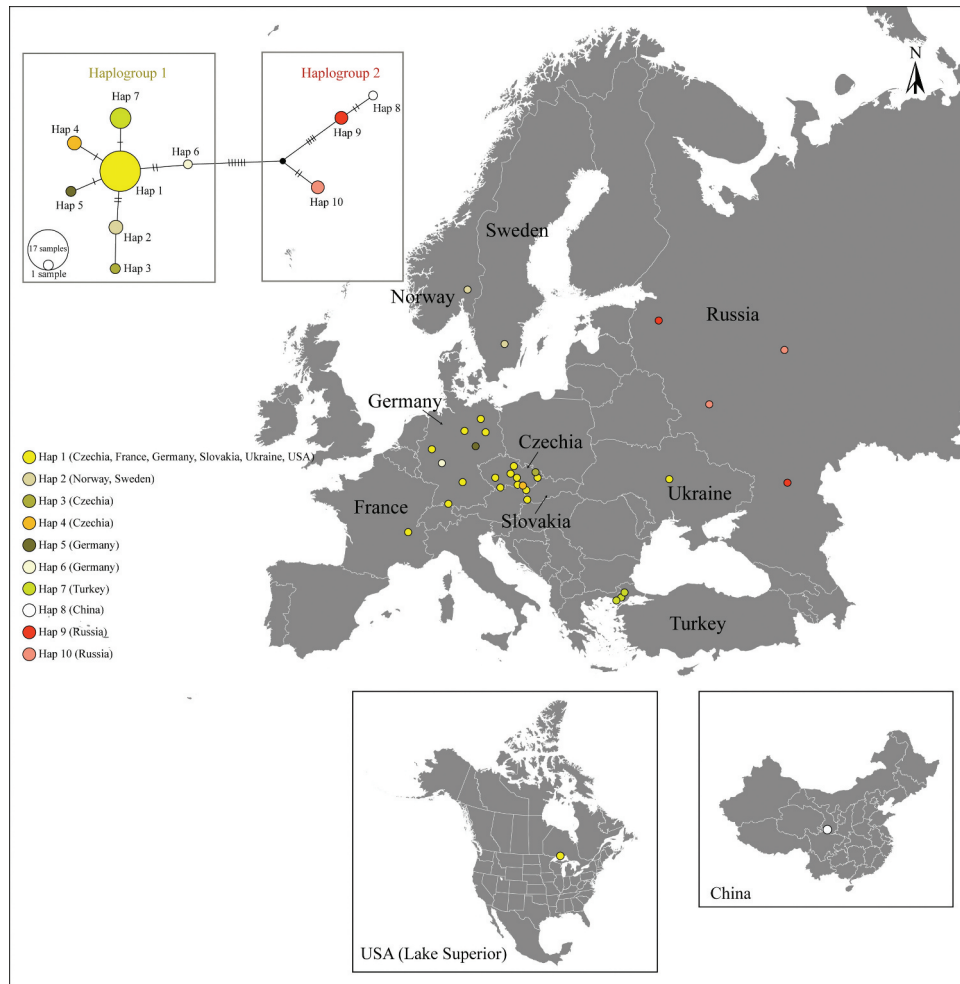 Haplogroup 1
Haplogroup 2
N
Hap 7
Hap 8
Hap 4
Hap 9
Hap 6
Hap 1
Hap 5
Hap 10
Hap 2
17 samples
Hap 3
1 sample
Sweden
Norway
Russia
Germany
Czechia
Hap 1 (Czechia, France, Germany, Slovakia, Ukraine, USA)
Hap 2 (Norway, Sweden)
Hap 3 (Czechia)
Hap 4 (Czechia)
Hap 5 (Germany)
Hap 6 (Germany)
Hap 7 (Turkey)
Hap 8 (China)
Hap 9 (Russia)
Hap 10 (Russia)
Ukraine
France
Slovakia
Turkey
USA (Lake Superior)
China